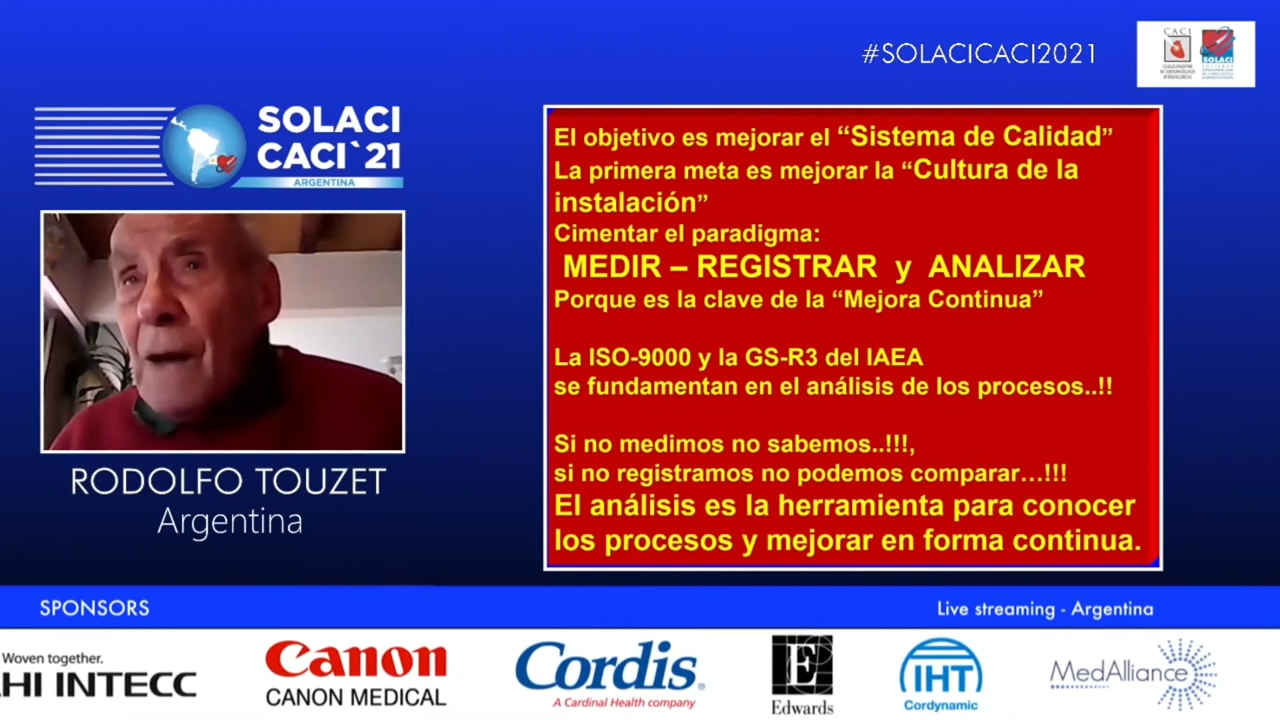 #SOLACICACI2021
CACI
SOLACI
SOLACI
CACI`21
ARGENTINA
El objetivo es mejorar el “Sistema de Calidad”
La primera meta es mejorar la “Cultura de la
instalación”
Cimentar el paradigma:
MEDIR – REGISTRAR y ANALIZAR
Porque es la clave de la “Mejora Continua”
La ISO-9000 y la GS-R3 del IAEA
se fundamentan en el análisis de los procesos..!!
Si no medimos no sabemos..!!!,
si no registramos no podemos comparar…!!!
El análisis es la herramienta para conocer
los procesos y mejorar en forma continua.
RODOLFO TOUZET
Argentina
SPONSORS
Live streaming - Argentina
Woven together.
HI INTECC
Canon
CANON MEDICAL
Cordis.
A Cardinal Health company
E
Edwards
IHT
Cordynamic
MedAlliance